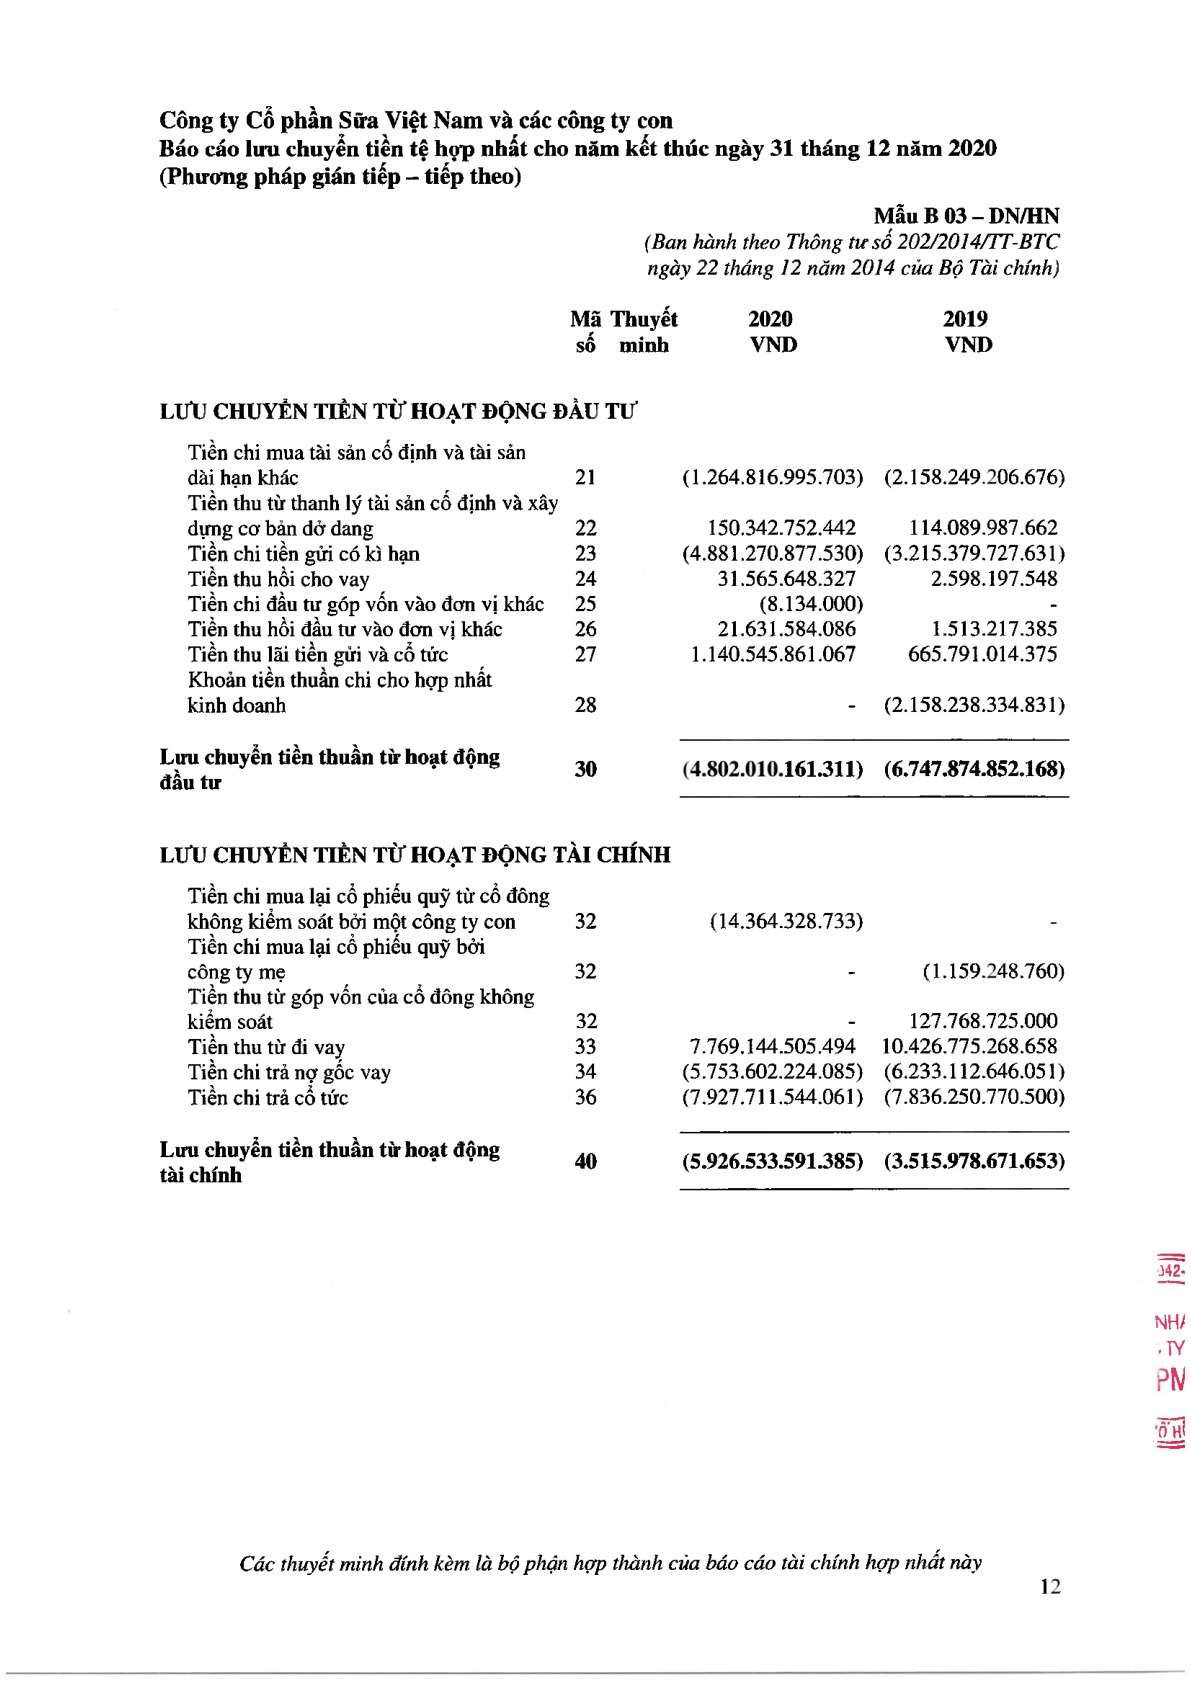 Công ty Cổ phần Sữa Việt Nam và các công ty con
Báo cáo lưu chuyển tiền tệ hợp nhất cho năm kết thúc ngày 31 tháng 12 năm 2020
(Phương pháp gián tiếp – tiếp theo)
Mẫu B 03 – DN/HN
(Ban hành theo Thông tư số 202/2014/TT-BTC
ngày 22 tháng 12 năm 2014 của Bộ Tài chính)
Mã Thuyết 2020 2019
số minh VND VND
LƯU CHUYỂN TIỀN TỪ HOẠT ĐỘNG ĐẦU TƯ
Tiền chi mua tài sản cố định và tài sản
dài hạn khác 21 (1.264.816.995.703) (2.158.249.206.676)
Tiền thu từ thanh lý tài sản cố định và xây
dựng cơ bản dở dang 22 150.342.752.442 114.089.987.662
Tiền chi tiền gửi có kì hạn 23 (4.881.270.877.530) (3.215.379.727.631)
Tiền thu hồi cho vay 24 31.565.648.327 2.598.197.548
Tiền chi đầu tư góp vốn vào đơn vị khác 25 (8.134.000) -
Tiền thu hồi đầu tư vào đơn vị khác 26 21.631.584.086 1.513.217.385
Tiền thu lãi tiền gửi và cổ tức 27 1.140.545.861.067 665.791.014.375
Khoản tiền thuần chi cho hợp nhất
kinh doanh 28 - (2.158.238.334.831)
Lưu chuyển tiền thuần từ hoạt động
đầu tư 30 (4.802.010.161.311) (6.747.874.852.168)
LƯU CHUYỂN TIỀN TỪ HOẠT ĐỘNG TÀI CHÍNH
Tiền chi mua lại cổ phiếu quỹ từ cổ đông
không kiểm soát bởi một công ty con 32 (14.364.328.733) -
Tiền chi mua lại cổ phiếu quỹ bởi
công ty mẹ 32 - (1.159.248.760)
Tiền thu từ góp vốn của cổ đông không
kiểm soát 32 - 127.768.725.000
Tiền thu từ đi vay 33 7.769.144.505.494 10.426.775.268.658
Tiền chi trả nợ gốc vay 34 (5.753.602.224.085) (6.233.112.646.051)
Tiền chi trả cổ tức 36 (7.927.711.544.061) (7.836.250.770.500)
Lưu chuyển tiền thuần từ hoạt động
tài chính 40 (5.926.533.591.385) (3.515.978.671.653)
042-
TY
Các thuyết minh đính kèm là bộ phận hợp thành của báo cáo tài chính hợp nhất này
12